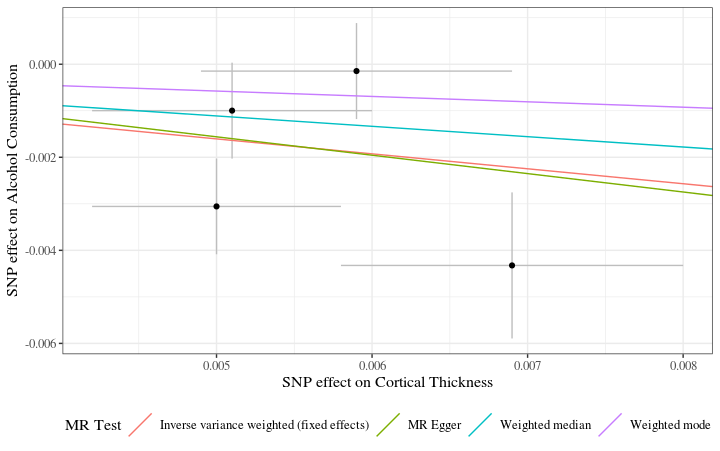 SNP effect on Alcohol Consumption
0.000
-0.002
-0.004
-0.006
0.005 0.006 0.007 0.008
SNP effect on Cortical Thickness
MR Test Inverse variance weighted (fixed effects) MR Egger Weighted median Weighted mode